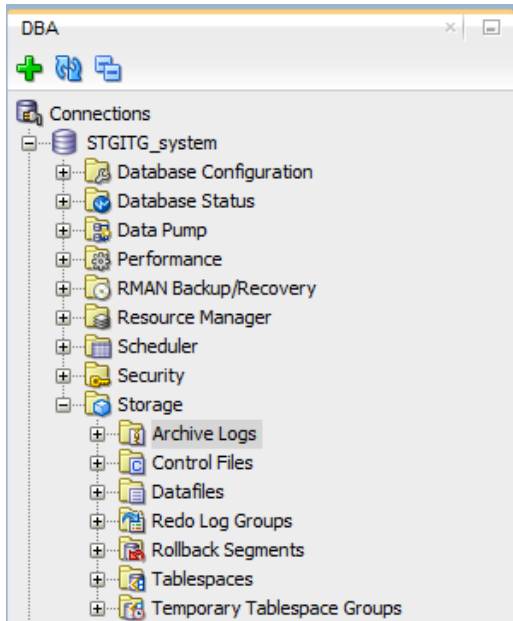 DBA
Connections
STGITG_system
Database Configuration
Database Status
Data Pump
Performance
RMAN Backup/Recovery
Resource Manager
Scheduler
Security
Storage
Archive Logs
Control Files
Datafiles
Redo Log Groups
Rollback Segments
Tablespaces
Temporary Tablespace Groups